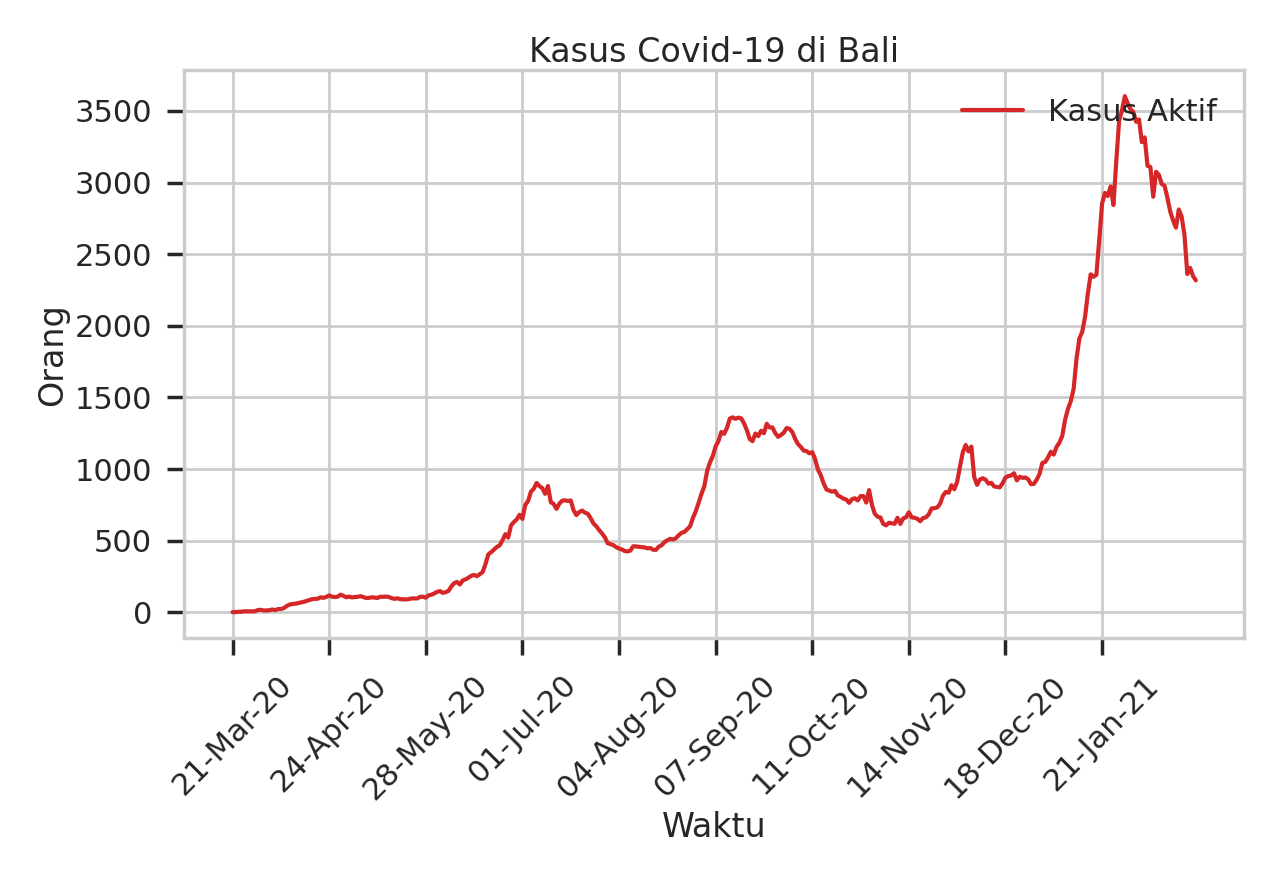 Kasus Covid-19 di Bali
Kasus Aktif
3500
3000
2500
2000
1500
1000
500
0
Orang
21-Mar-20
24-Apr-20
28-May-20
01-Jul-20
04-Aug-20
07-Sep-20
11-Oct-20
14-Nov-20
18-Dec-20
21-Jan-21
Waktu